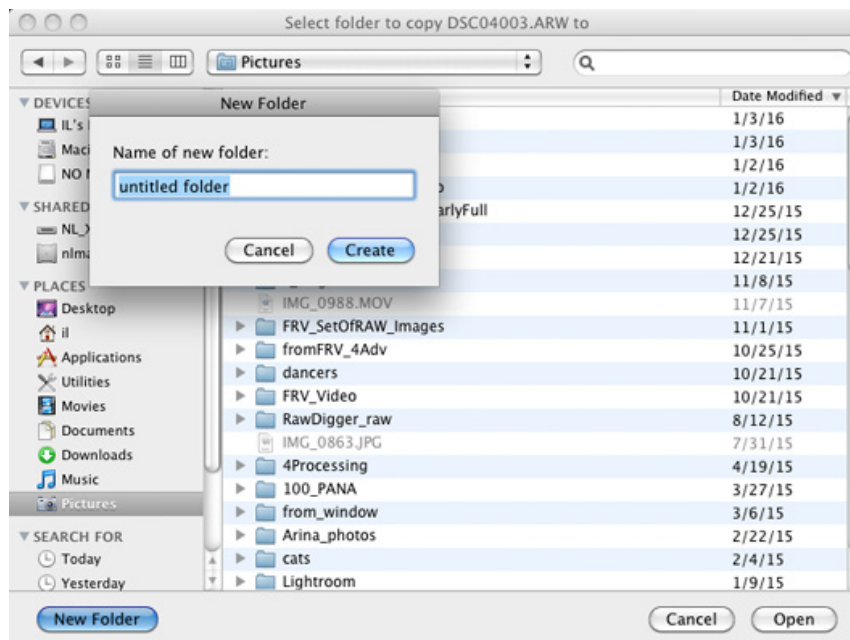 Select folder to copy DSC04003.ARW to
Pictures
Date Modified
DEVICES
IL's
Maci
NO
SHARED
NL_X
nlma
PLACES
Desktop
il
Applications
Utilities
Movies
Documents
Downloads
Music
Pictures
SEARCH FOR
Today
Yesterday
New Folder
Name of new folder:
untitled folder
Cancel
Create
1/3/16
1/3/16
1/2/16
1/2/16
arlyFull 12/25/15
12/25/15
12/21/15
11/8/15
IMG_0988.MOV 11/7/15
FRV_SetOfRAW_Images 11/1/15
fromFRV_4Adv 10/25/15
dancers 10/21/15
FRV_Video 10/21/15
RawDigger_raw 8/12/15
IMG_0863.JPG 7/31/15
4Processing 4/19/15
100_PANA 3/27/15
from_window 3/6/15
Arina_photos 2/22/15
cats 2/4/15
Lightroom 1/9/15
New Folder
Cancel
Open